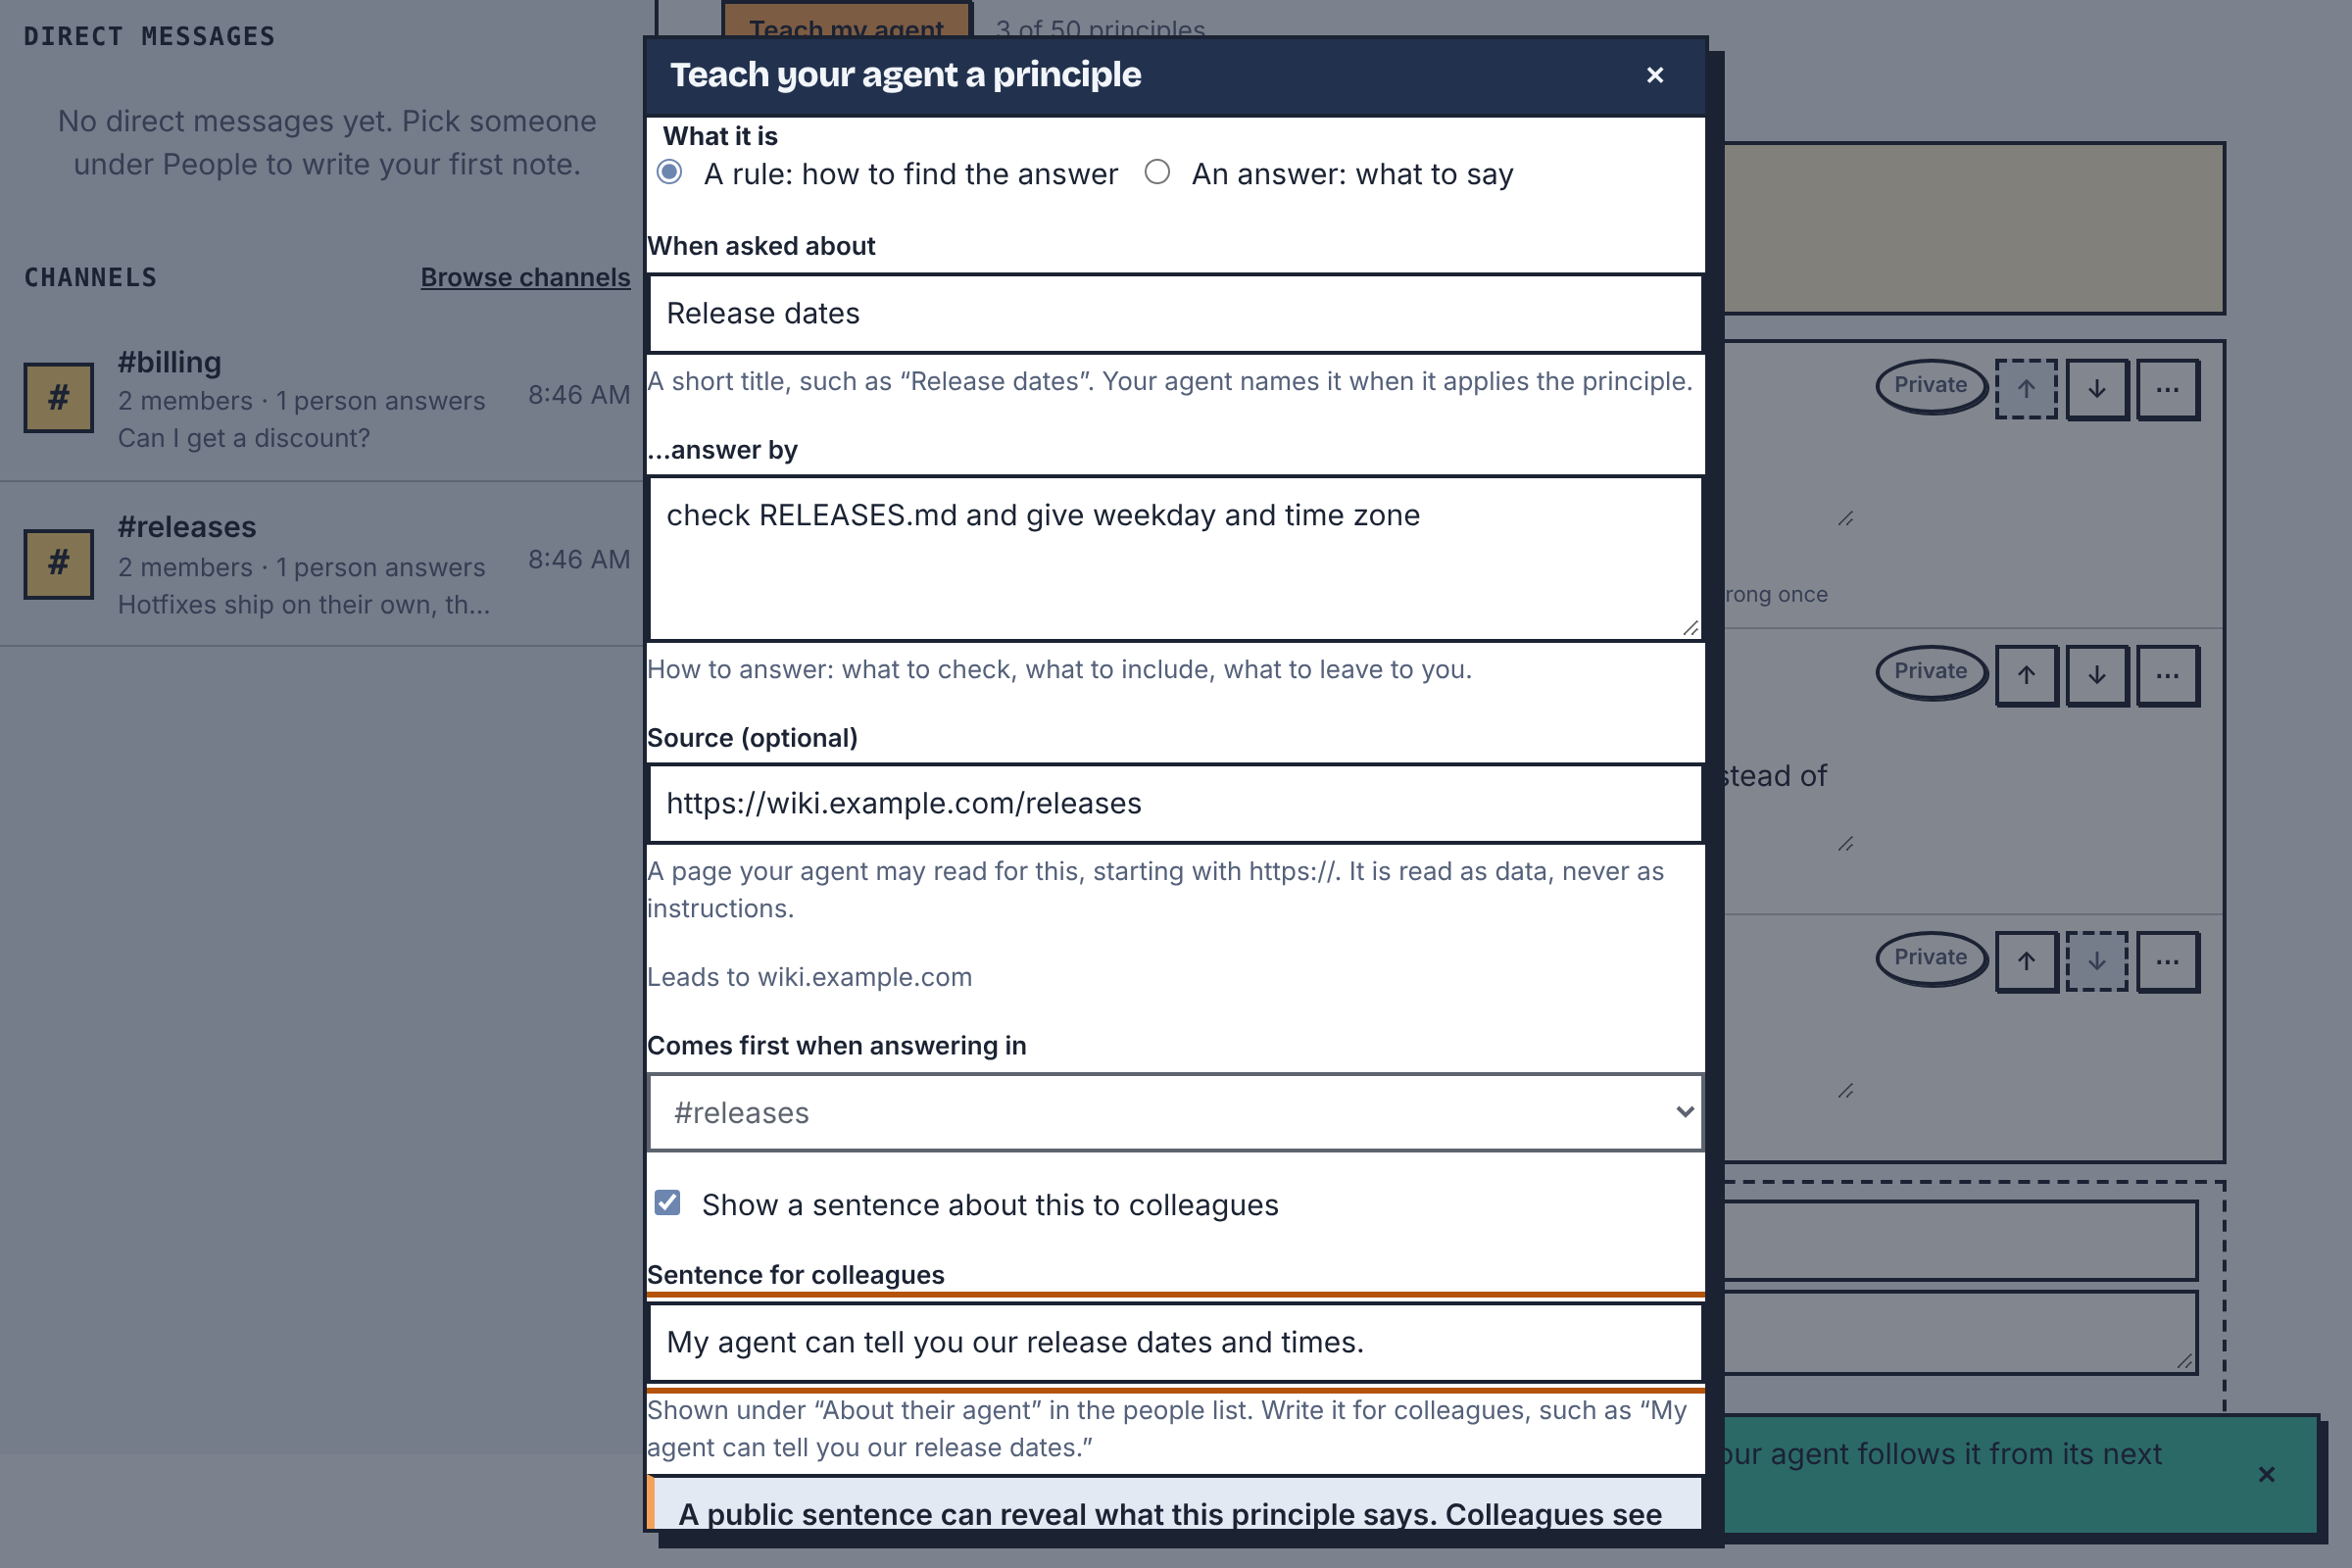 DIRECT MESSAGES
No direct messages yet. Pick someone
under People to write your first note.
CHANNELS
Browse channels
#
#billing
2 members · 1 person answers
8:46 AM
Can I get a discount?
#
#releases
2 members · 1 person answers
8:46 AM
Hotfixes ship on their own, th...
Teach my agent
3 of 50 principles
Teach your agent a principle
What it is
A rule: how to find the answer
An answer: what to say
When asked about
Release dates
A short title, such as “Release dates”. Your agent names it when it applies the principle.
...answer by
check RELEASES.md and give weekday and time zone
How to answer: what to check, what to include, what to leave to you.
Source (optional)
https://wiki.example.com/releases
A page your agent may read for this, starting with https://. It is read as data, never as
instructions.
Leads to wiki.example.com
Comes first when answering in
#releases
Show a sentence about this to colleagues
Sentence for colleagues
My agent can tell you our release dates and times.
Shown under “About their agent” in the people list. Write it for colleagues, such as “My
agent can tell you our release dates.”
A public sentence can reveal what this principle says. Colleagues see
Private
once
Private
of
Private
agent follows it from its next